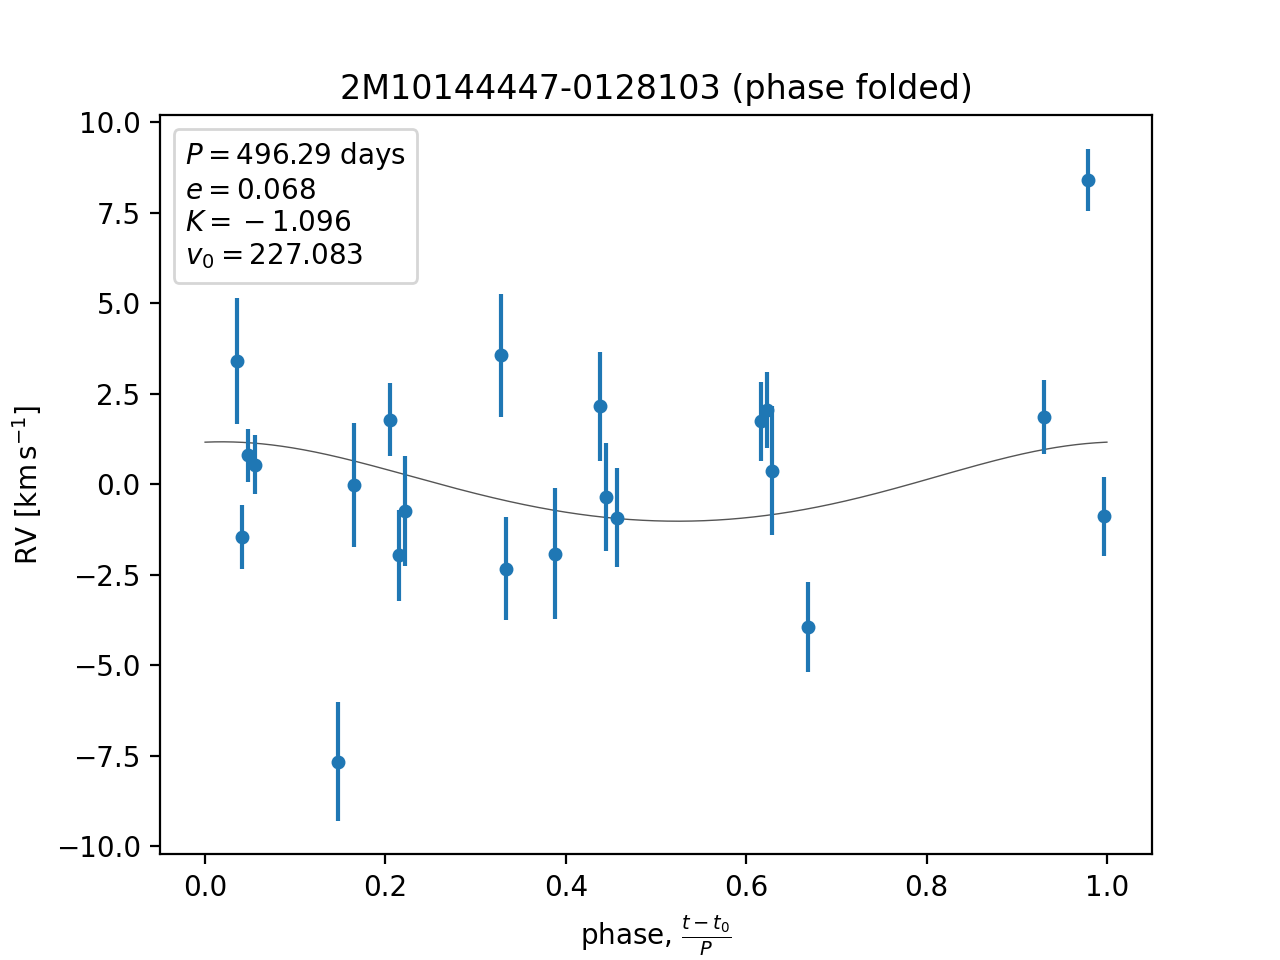 2M10144447-0128103 (phase folded)
P = 496.29 days
e = 0.068
K = −1.096
v₀ = 227.083
10.0
7.5
5.0
2.5
0.0
−2.5
−5.0
−7.5
−10.0
RV [km s⁻¹]
0.0 0.2 0.4 0.6 0.8 1.0
phase, (t − t₀)/P